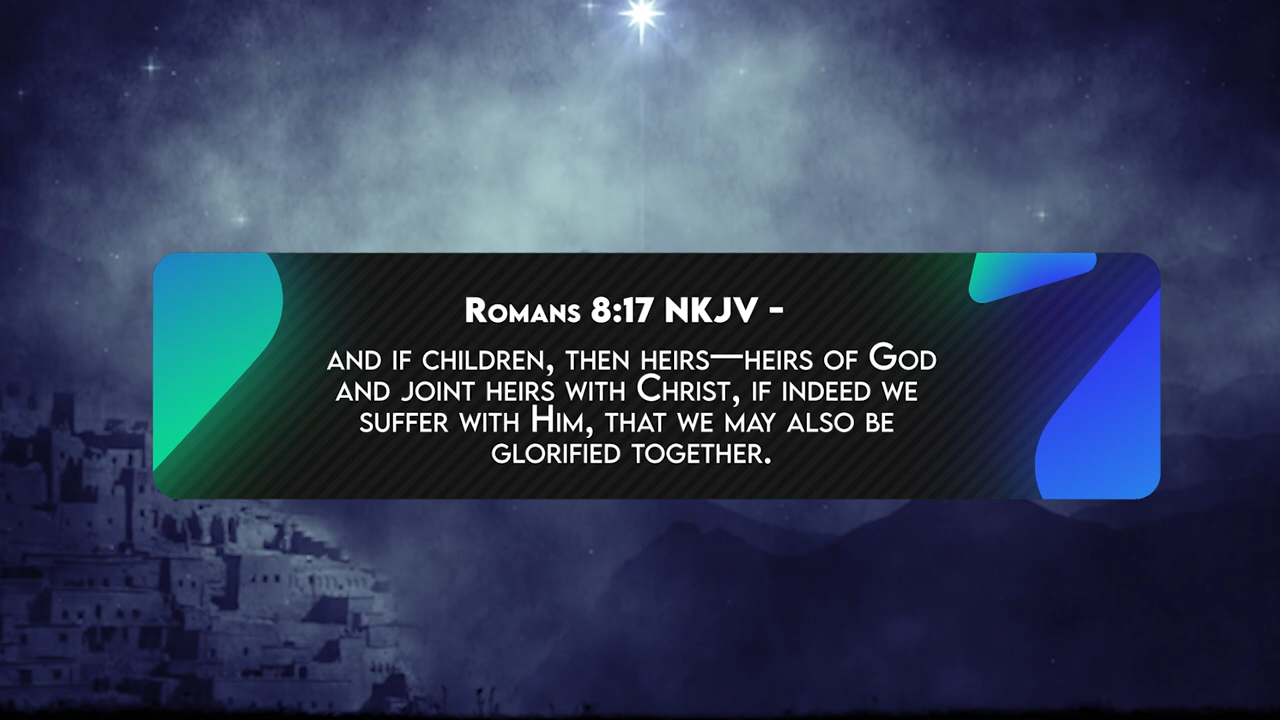 Romans 8:17 NKJV -
and if children, then heirs—heirs of God
and joint heirs with Christ, if indeed we
suffer with Him, that we may also be
glorified together.